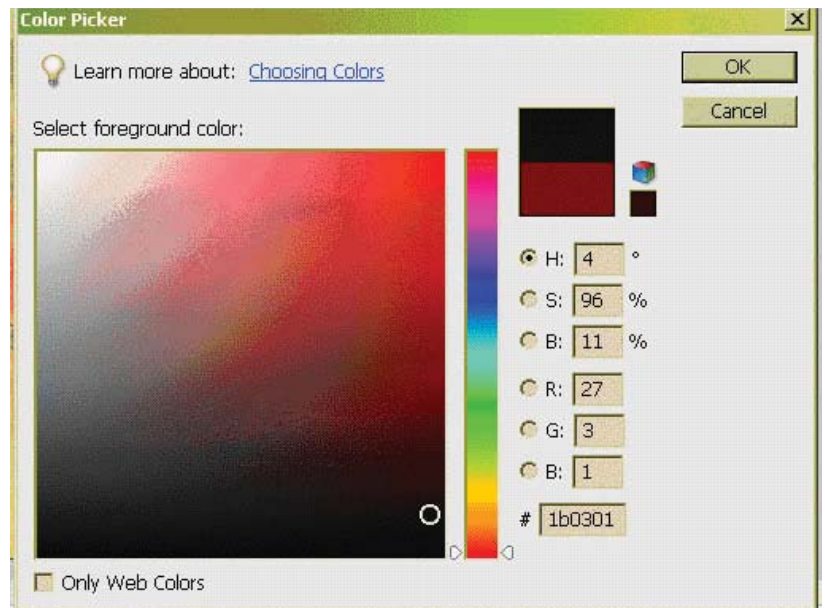 Color Picker
Learn more about: Choosing Colors
OK
Cancel
Select foreground color:
H: 4 °
S: 96 %
B: 11 %
R: 27
G: 3
B: 1
# 1b0301
Only Web Colors